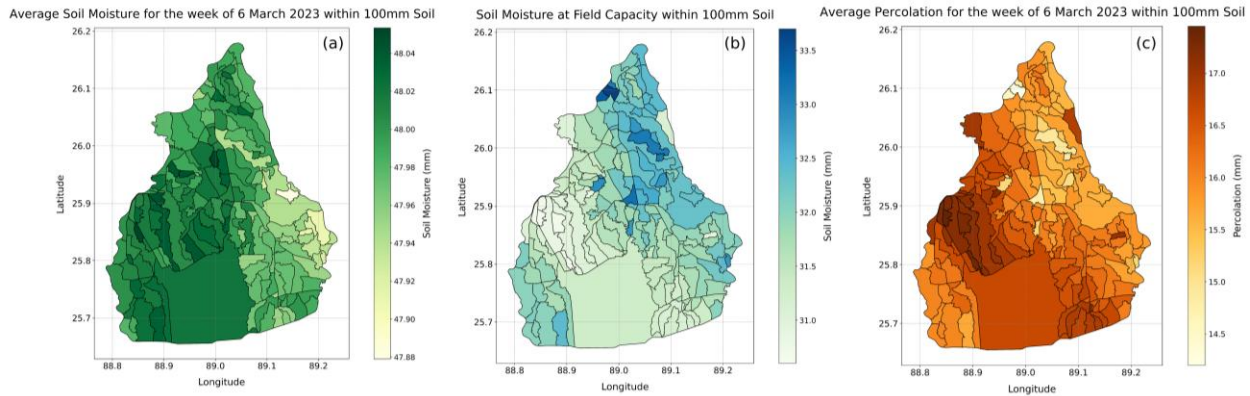 Average Soil Moisture for the week of 6 March 2023 within 100mm Soil
(a)
26.2
26.1
26.0
25.9
25.8
25.7
Latitude
88.8 88.9 89.0 89.1 89.2
Longitude
48.04
48.02
48.00
47.98
47.96
47.94
47.92
47.90
47.88
Soil Moisture (mm)
Soil Moisture at Field Capacity within 100mm Soil
(b)
26.2
26.1
26.0
25.9
25.8
25.7
Latitude
88.8 88.9 89.0 89.1 89.2
Longitude
33.5
33.0
32.5
32.0
31.5
31.0
Soil Moisture (mm)
Average Percolation for the week of 6 March 2023 within 100mm Soil
(c)
26.2
26.1
26.0
25.9
25.8
25.7
Latitude
88.8 88.9 89.0 89.1 89.2
Longitude
17.0
16.5
16.0
15.5
15.0
14.5
Percolation (mm)